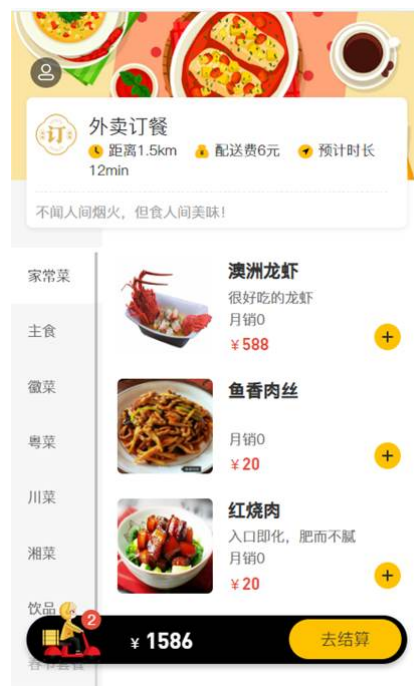 外卖订餐
订
距离1.5km 配送费6元 预计时长
12min
不闻人间烟火，但食人间美味！
家常菜
主食
徽菜
粤菜
川菜
湘菜
饮品
澳洲龙虾
很好吃的龙虾
月销0
¥588
+
鱼香肉丝
月销0
¥20
+
红烧肉
入口即化，肥而不腻
月销0
¥20
+
2
¥ 1586
去结算